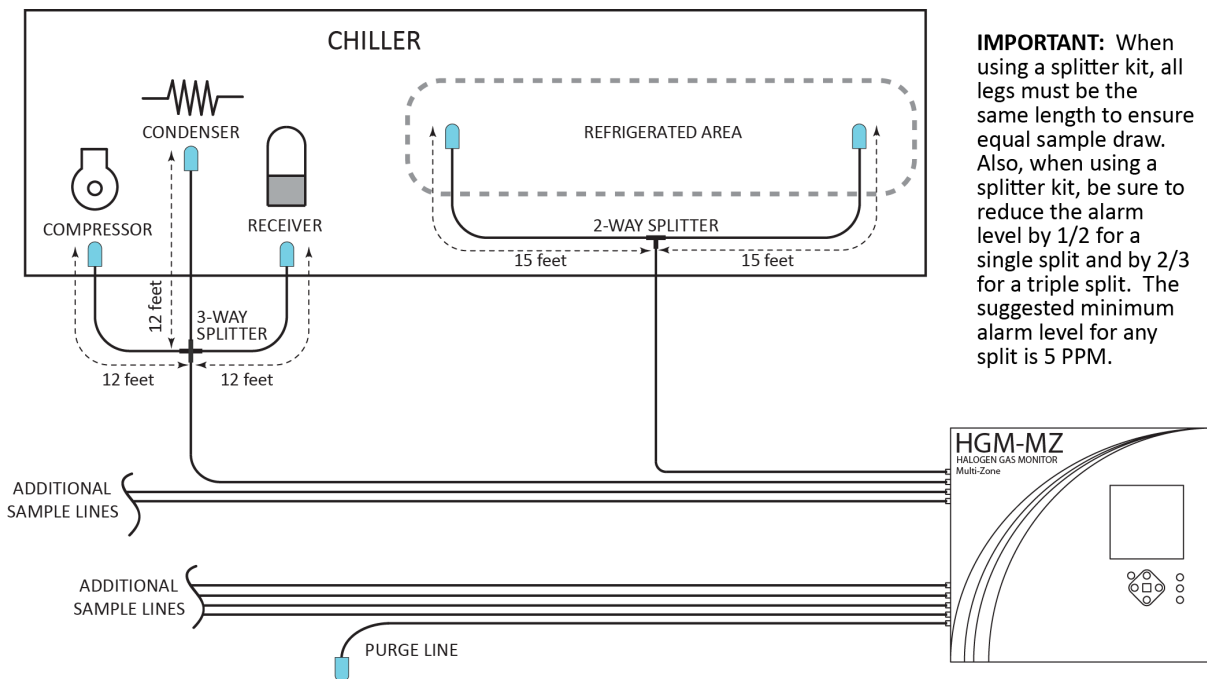 CHILLER
CONDENSER
COMPRESSOR
RECEIVER
REFRIGERATED AREA
2-WAY SPLITTER
15 feet
15 feet
12 feet
3-WAY
SPLITTER
12 feet
12 feet
IMPORTANT: When
using a splitter kit, all
legs must be the
same length to ensure
equal sample draw.
Also, when using a
splitter kit, be sure to
reduce the alarm
level by 1/2 for a
single split and by 2/3
for a triple split. The
suggested minimum
alarm level for any
split is 5 PPM.
ADDITIONAL
SAMPLE LINES
ADDITIONAL
SAMPLE LINES
PURGE LINE
HGM-MZ
HALOGEN GAS MONITOR
Multi-Zone